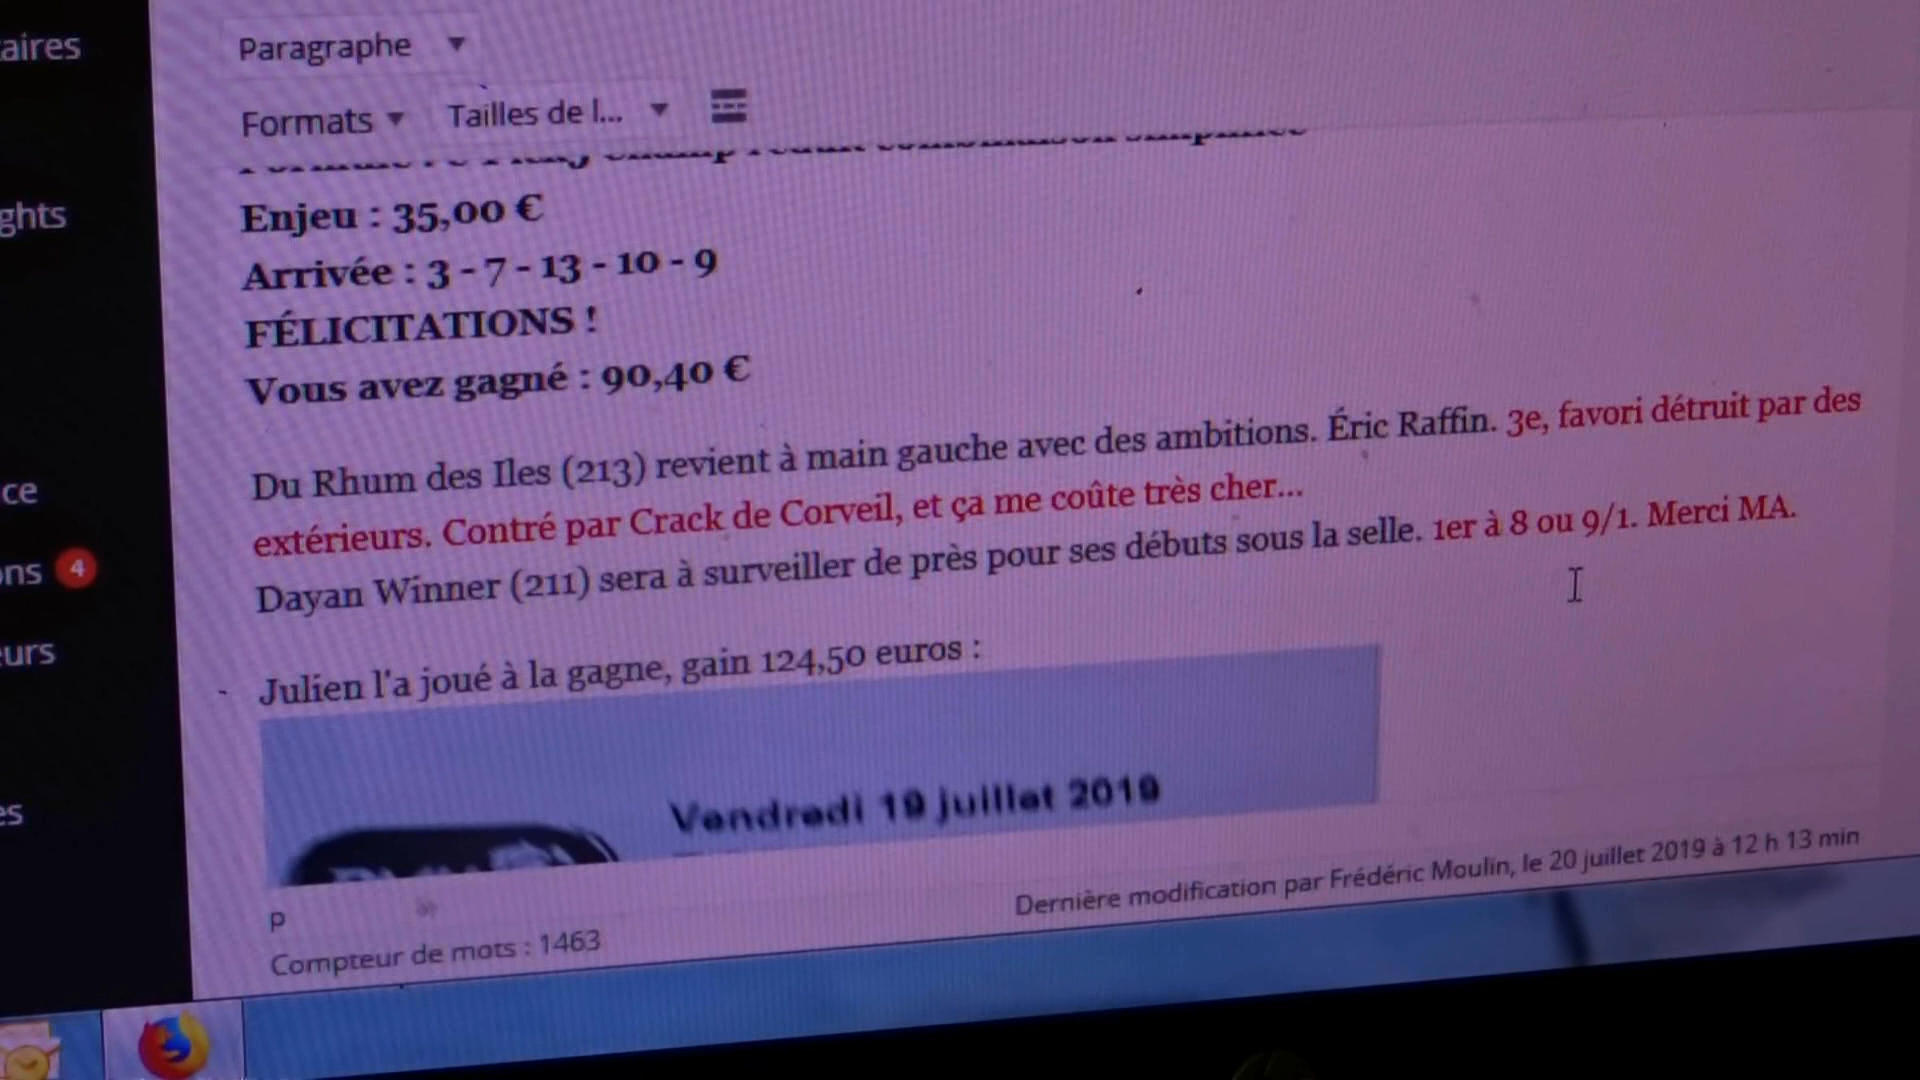 aires
Paragraphe
Formats Tailles de l...
ghts
Enjeu : 35,00 €
Arrivée : 3 - 7 - 13 - 10 - 9
FÉLICITATIONS !
Vous avez gagné : 90,40 €
Du Rhum des Iles (213) revient à main gauche avec des ambitions. Éric Raffin. 3e, favori détruit par des
extérieurs. Contré par Crack de Corveil, et ça me coûte très cher...
Dayan Winner (211) sera à surveiller de près pour ses débuts sous la selle. 1er à 8 ou 9/1. Merci MA.
ce
ons 4
eurs
Julien l'a joué à la gagne, gain 124,50 euros :
es
Vendredi 19 juillet 2019
P
Dernière modification par Frédéric Moulin, le 20 juillet 2019 à 12 h 13 min
Compteur de mots : 1463